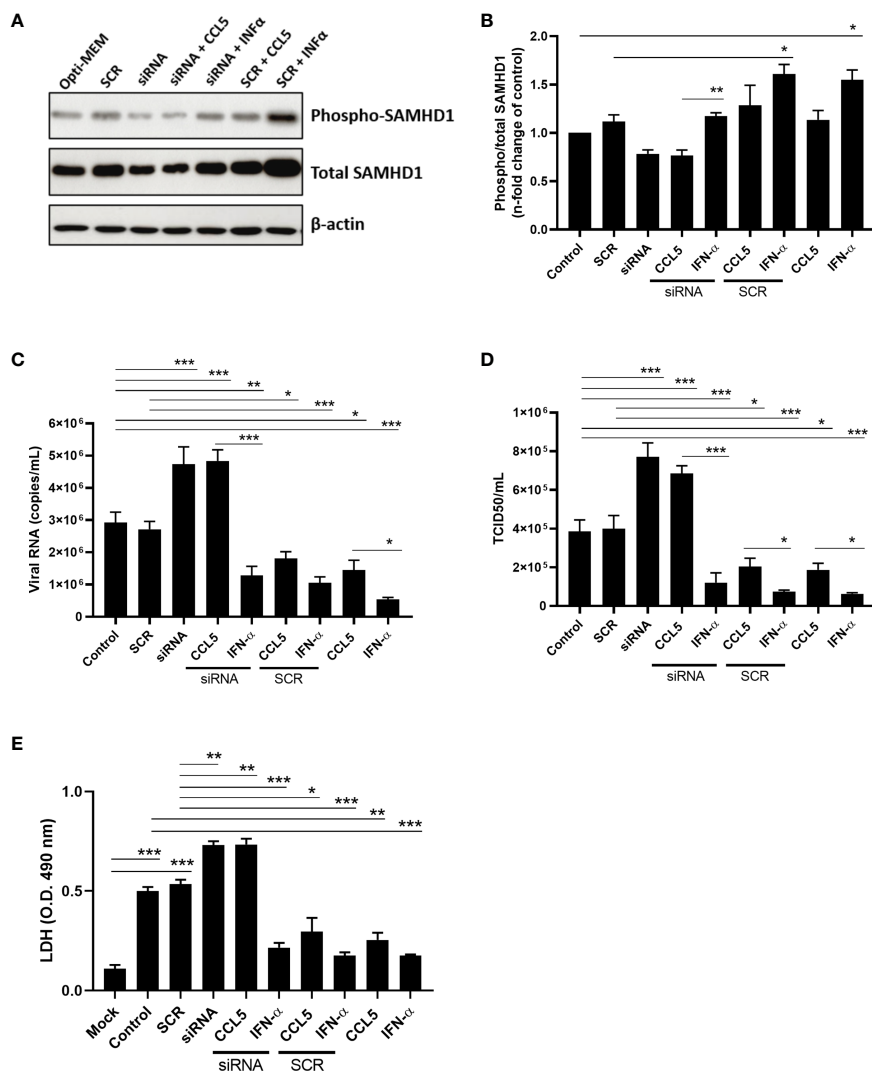 A
Opti-MEM
SCR
siRNA
siRNA + CCL5
siRNA + INFα
SCR + CCL5
SCR + INFα
Phospho-SAMHD1
Total SAMHD1
β-actin
B
Phospho/total SAMHD1
(n-fold change of control)
2.0
1.5
1.0
0.5
0.0
*
*
**
Control
SCR
siRNA
CCL5
IFN-α
CCL5
IFN-α
CCL5
IFN-α
siRNA
SCR
C
Viral RNA (copies/mL)
6×10⁶
5×10⁶
4×10⁶
3×10⁶
2×10⁶
1×10⁶
0
***
***
**
*
***
*
***
***
*
Control
SCR
siRNA
CCL5
IFN-α
CCL5
IFN-α
CCL5
IFN-α
siRNA
SCR
D
TCID50/mL
1×10⁶
8×10⁵
6×10⁵
4×10⁵
2×10⁵
0
***
***
***
*
***
*
***
***
*
*
Control
SCR
siRNA
CCL5
IFN-α
CCL5
IFN-α
CCL5
IFN-α
siRNA
SCR
E
LDH (O.D. 490 nm)
1.0
0.5
0.0
**
**
***
*
***
**
***
***
***
Mock
Control
SCR
siRNA
CCL5
IFN-α
CCL5
IFN-α
CCL5
IFN-α
siRNA
SCR